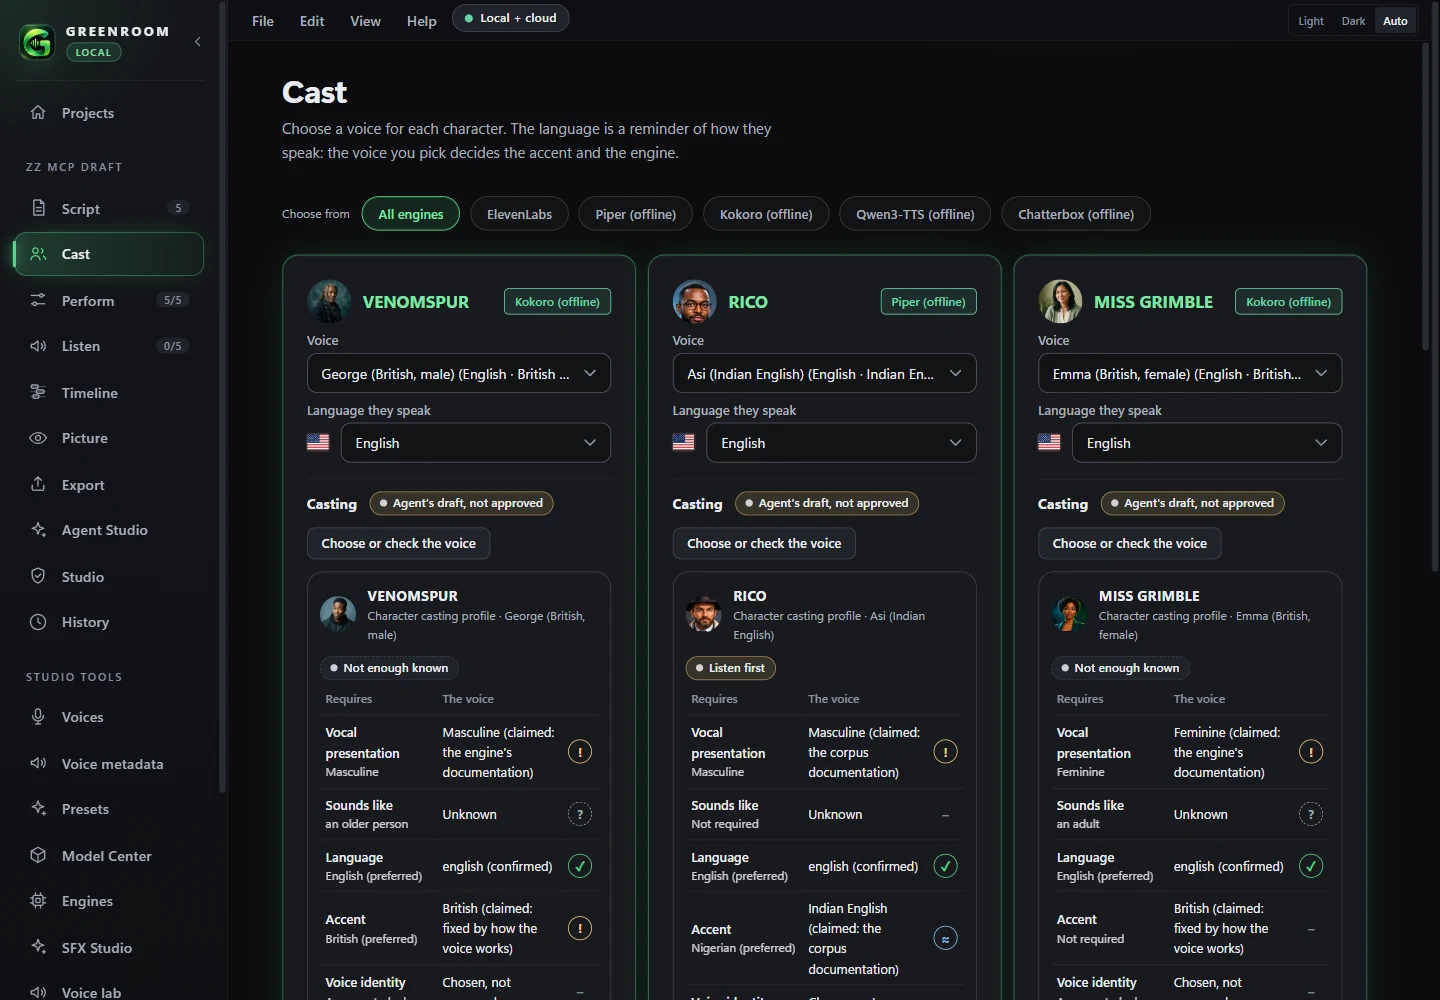 GREENROOM
LOCAL
Projects
ZZ MCP DRAFT
Script 5
Cast
Perform 5/5
Listen 0/5
Timeline
Picture
Export
Agent Studio
Studio
History
STUDIO TOOLS
Voices
Voice metadata
Presets
Model Center
Engines
SFX Studio
Voice lab
File Edit View Help Local + cloud Light Dark Auto
Cast
Choose a voice for each character. The language is a reminder of how they
speak: the voice you pick decides the accent and the engine.
Choose from All engines ElevenLabs Piper (offline) Kokoro (offline) Qwen3-TTS (offline) Chatterbox (offline)
VENOMSPUR Kokoro (offline)
Voice
George (British, male) (English · British ...
Language they speak
English
Casting Agent's draft, not approved
Choose or check the voice
VENOMSPUR
Character casting profile · George (British,
male)
Not enough known
Requires The voice
Vocal presentation
Masculine
Masculine (claimed:
the engine's
documentation) !
Sounds like
an older person
Unknown ?
Language
English (preferred)
english (confirmed) ✓
Accent
British (preferred)
British (claimed:
fixed by how the
voice works) !
Voice identity
Chosen, not –
RICO Piper (offline)
Voice
Asi (Indian English) (English · Indian En...
Language they speak
English
Casting Agent's draft, not approved
Choose or check the voice
RICO
Character casting profile · Asi (Indian
English)
Listen first
Requires The voice
Vocal presentation
Masculine
Masculine (claimed:
the corpus
documentation) !
Sounds like
Not required
Unknown –
Language
English (preferred)
english (confirmed) ✓
Accent
Nigerian (preferred)
Indian English
(claimed: the
corpus
documentation) ≈
MISS GRIMBLE Kokoro (offline)
Voice
Emma (British, female) (English · British...
Language they speak
English
Casting Agent's draft, not approved
Choose or check the voice
MISS GRIMBLE
Character casting profile · Emma (British,
female)
Not enough known
Requires The voice
Vocal presentation
Feminine
Feminine (claimed:
the engine's
documentation) !
Sounds like
an adult
Unknown ?
Language
English (preferred)
english (confirmed) ✓
Accent
Not required
British (claimed:
fixed by how the
voice works) –
Voice identity
Chosen, not –